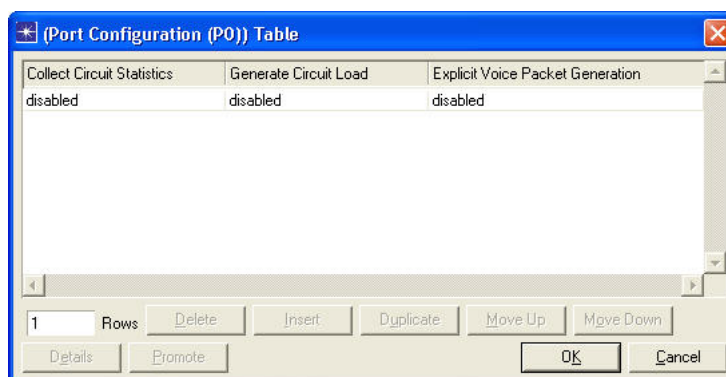 (Port Configuration (P0)) Table
Collect Circuit Statistics Generate Circuit Load Explicit Voice Packet Generation
disabled disabled disabled
1 Rows Delete Insert Duplicate Move Up Move Down
Details Promote OK Cancel